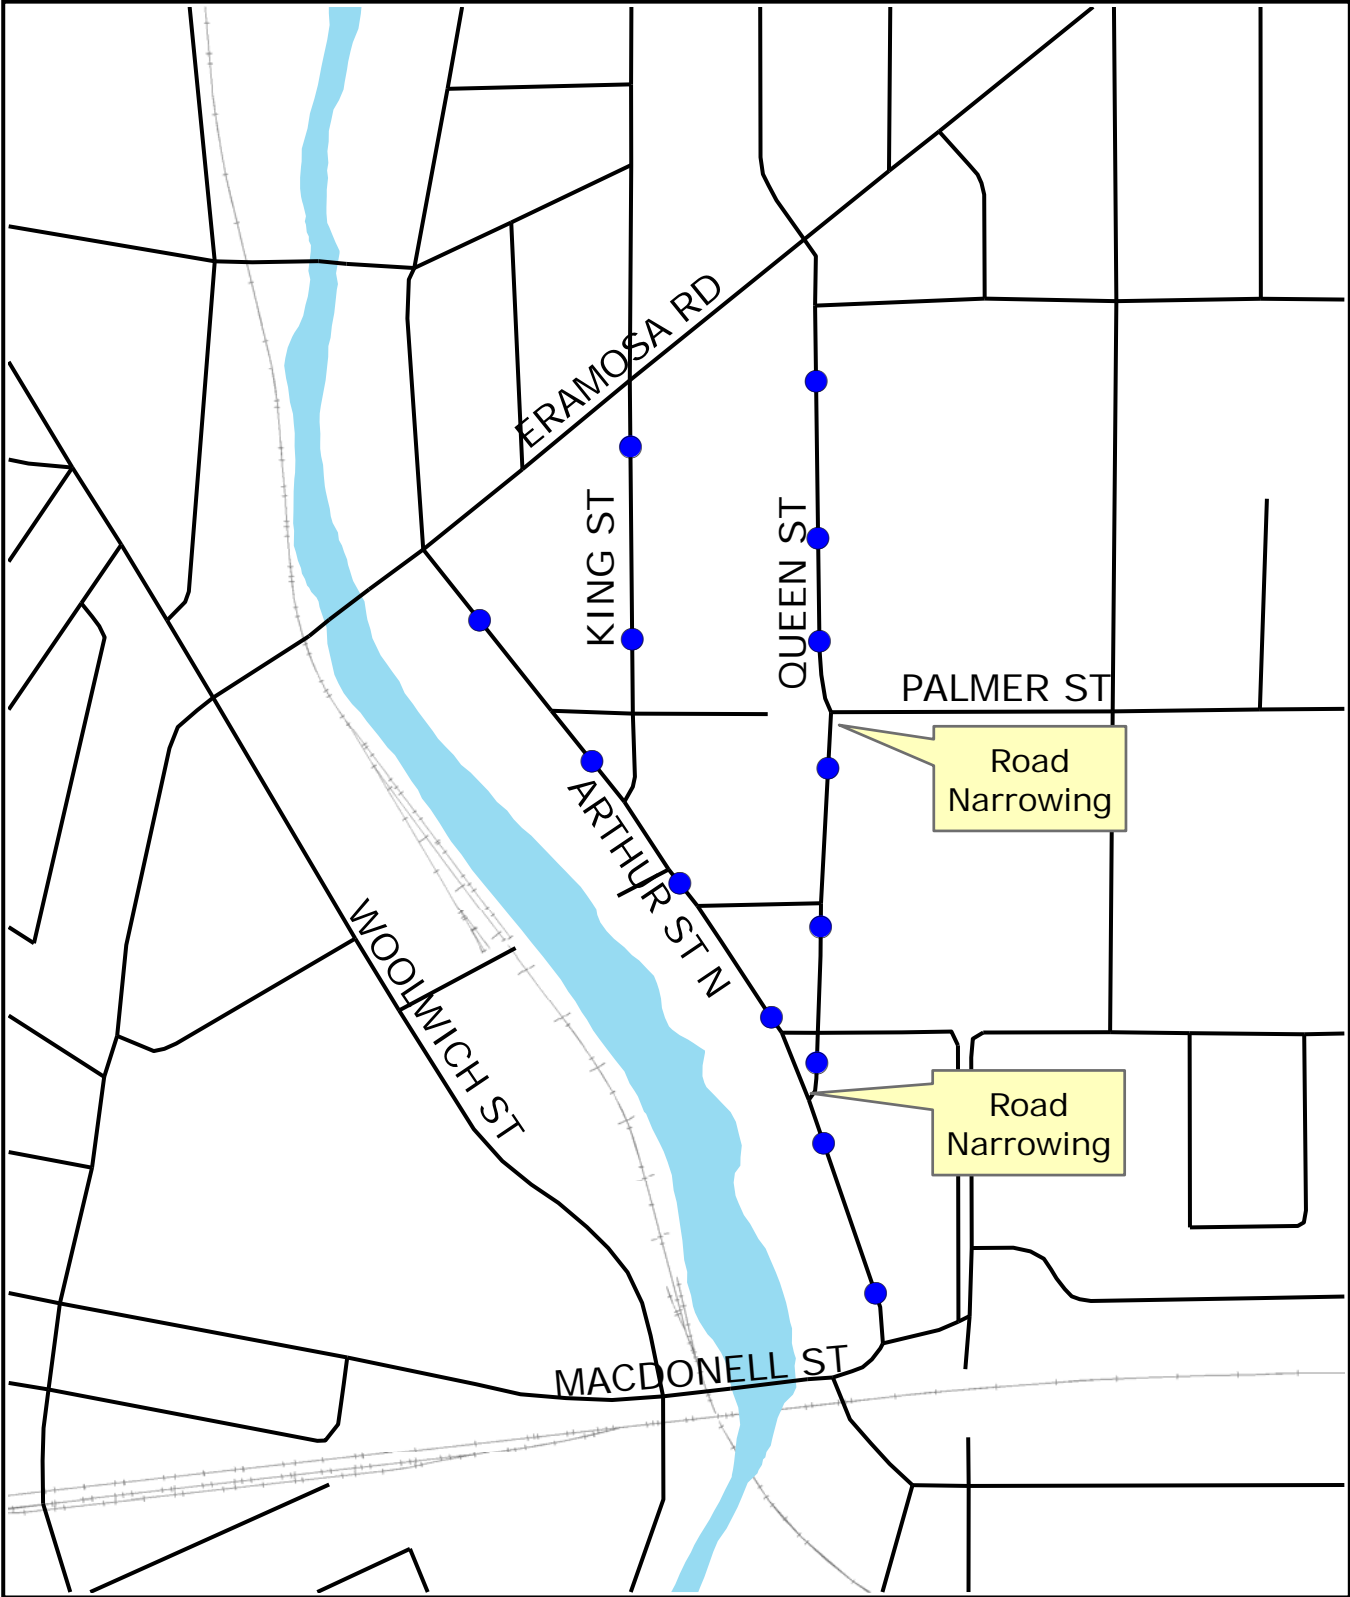 ERAMOSA RD
KING ST
QUEEN ST
PALMER ST
Road
Narrowing
ARTHUR ST N
WOOLWICH ST
Road
Narrowing
MACDONELL ST